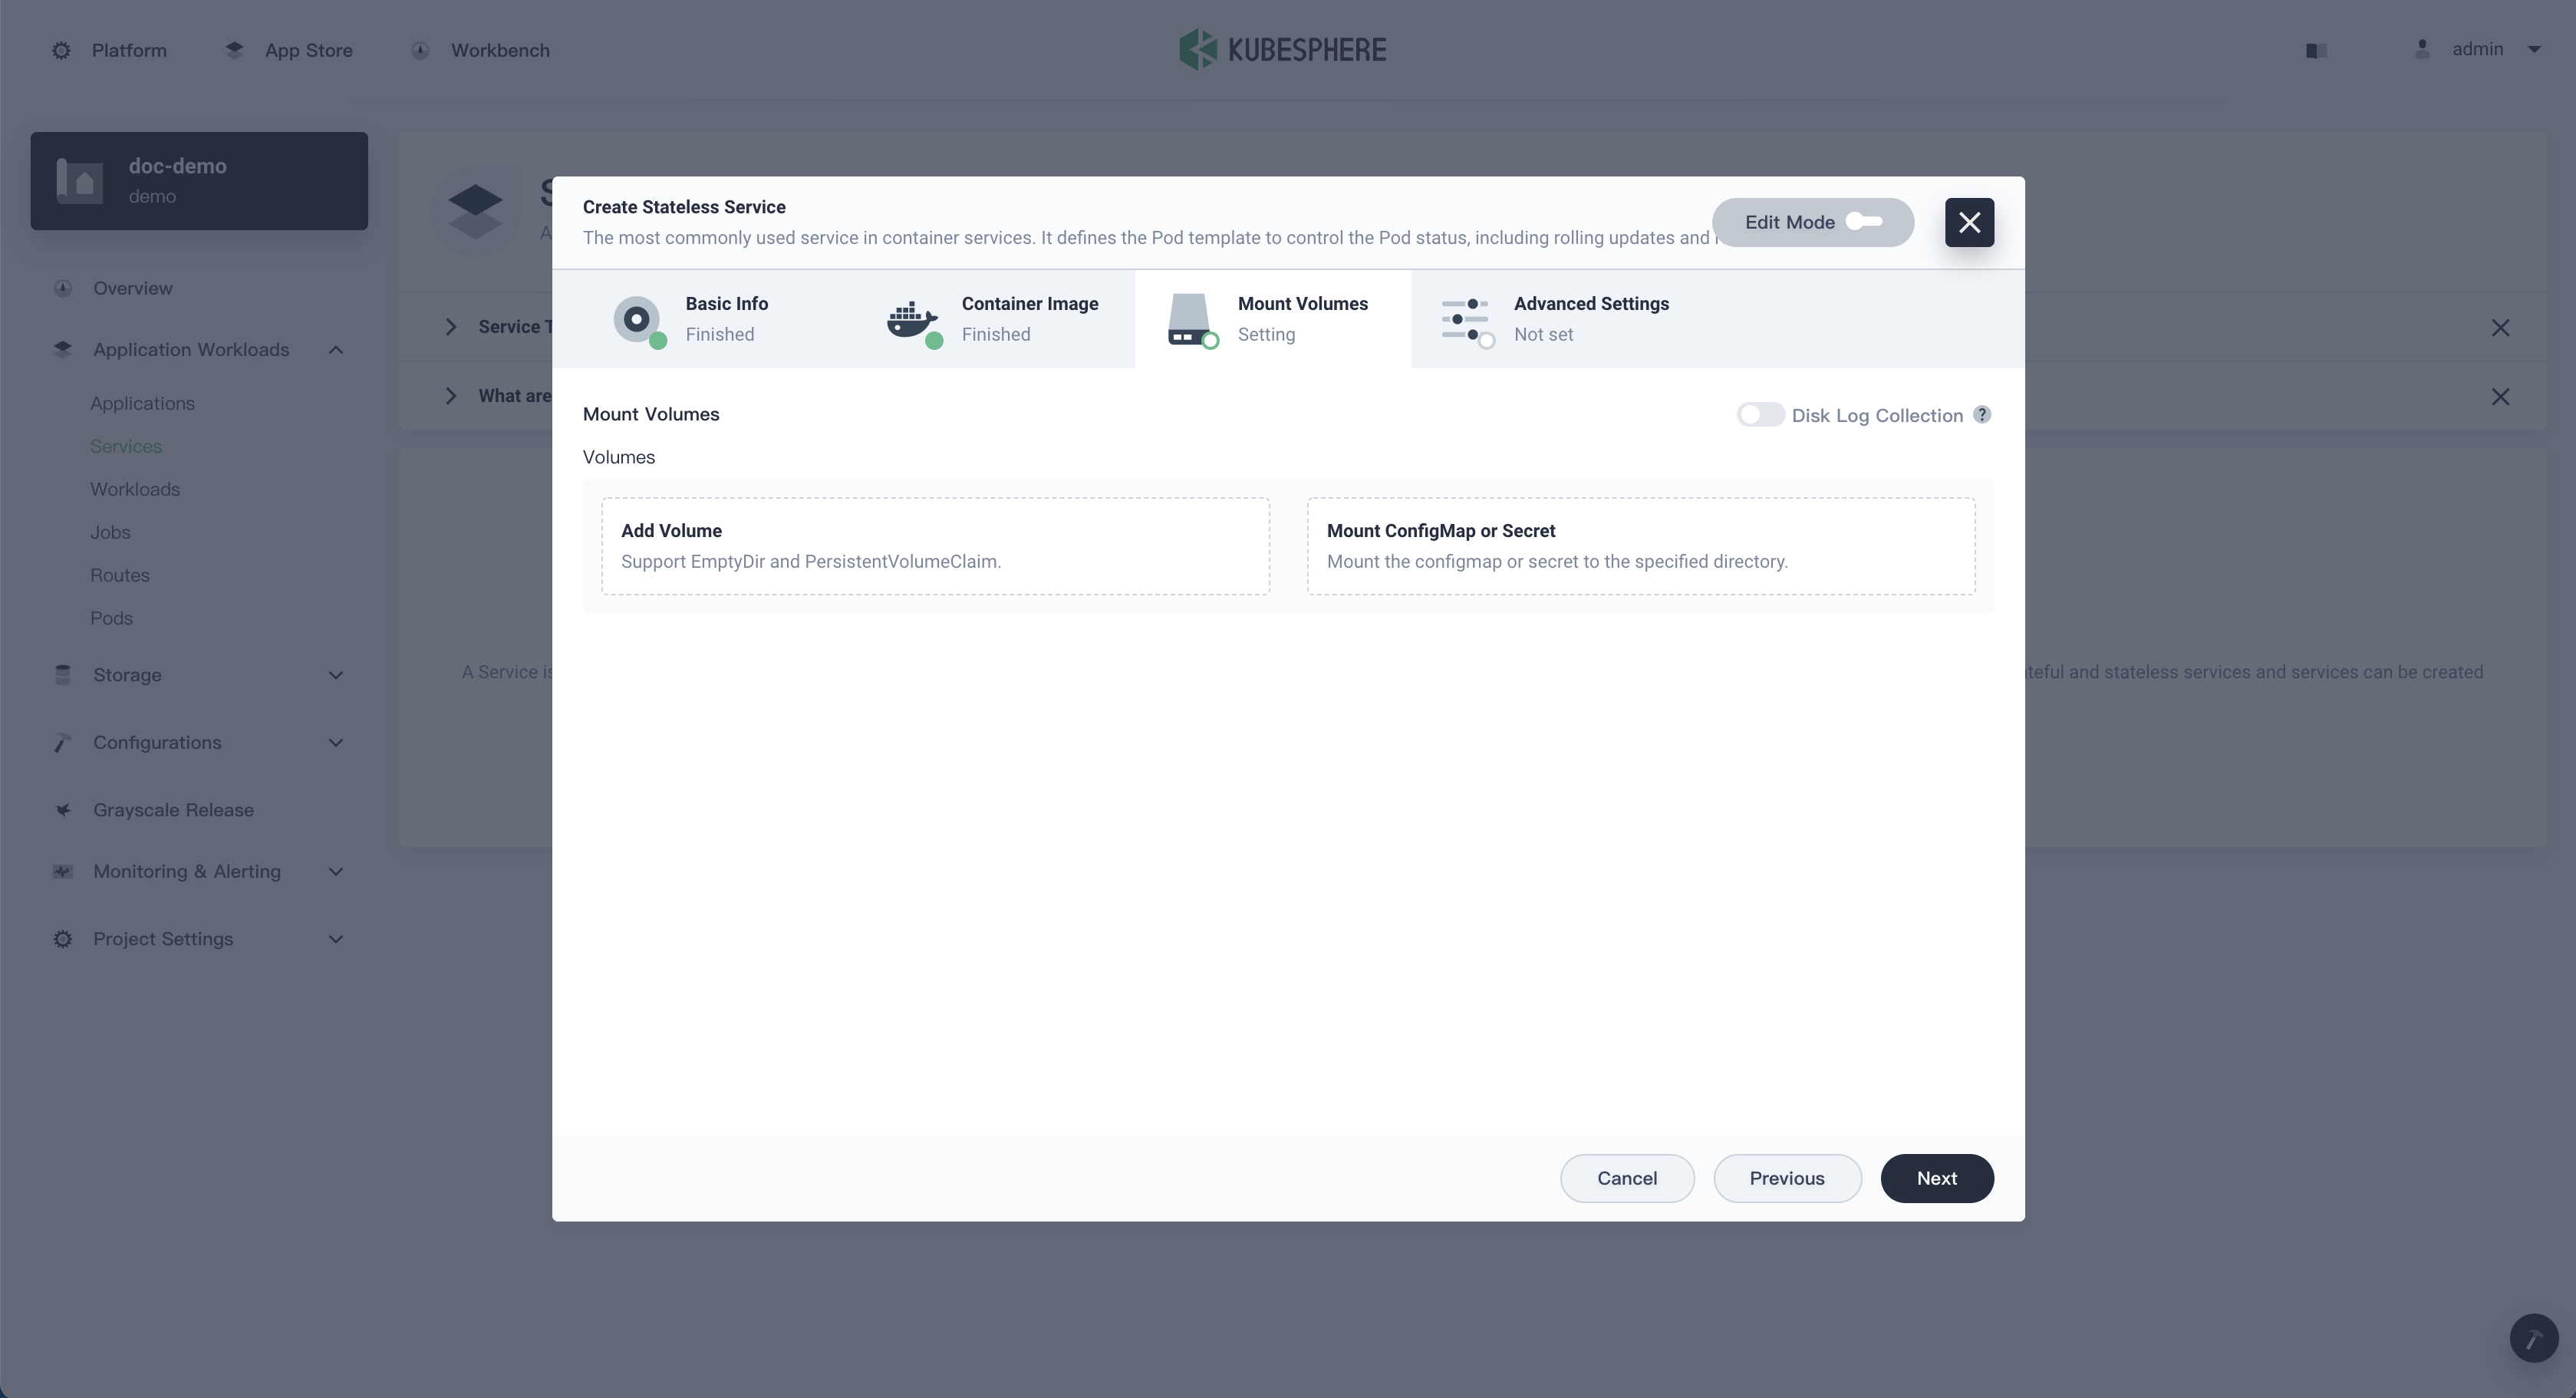 Platform
App Store
Workbench
KUBESPHERE
admin
doc-demo
demo
Overview
Application Workloads
Applications
Services
Workloads
Jobs
Routes
Pods
Storage
Configurations
Grayscale Release
Monitoring & Alerting
Project Settings
S
A
Service T
What are
A Service is
teful and stateless services and services can be created
Create Stateless Service
The most commonly used service in container services. It defines the Pod template to control the Pod status, including rolling updates and
Edit Mode
Basic Info
Finished
Container Image
Finished
Mount Volumes
Setting
Advanced Settings
Not set
Mount Volumes
Disk Log Collection ?
Volumes
Add Volume
Support EmptyDir and PersistentVolumeClaim.
Mount ConfigMap or Secret
Mount the configmap or secret to the specified directory.
Cancel
Previous
Next